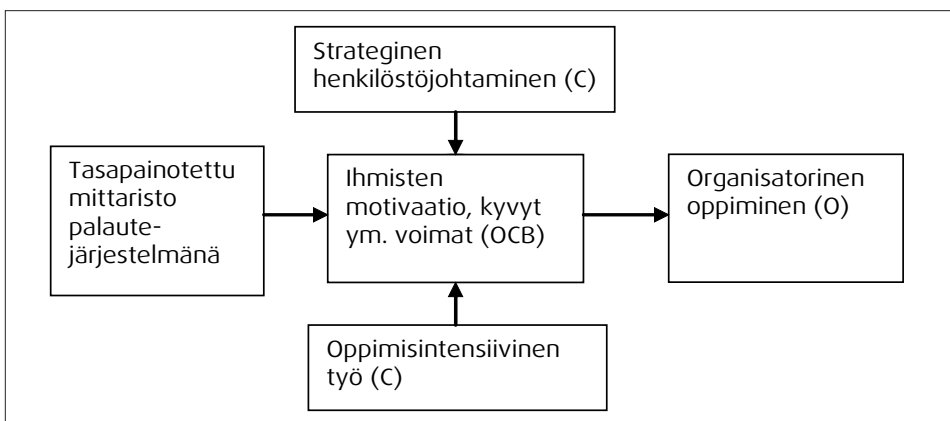 Strateginen
henkilöstöjohtaminen (C)
Tasapainotettu
mittaristo
palaute-
järjestelmänä
Ihmisten
motivaatio, kyvyt
ym. voimat (OCB)
Organisatorinen
oppiminen (O)
Oppimisintensiivinen
työ (C)